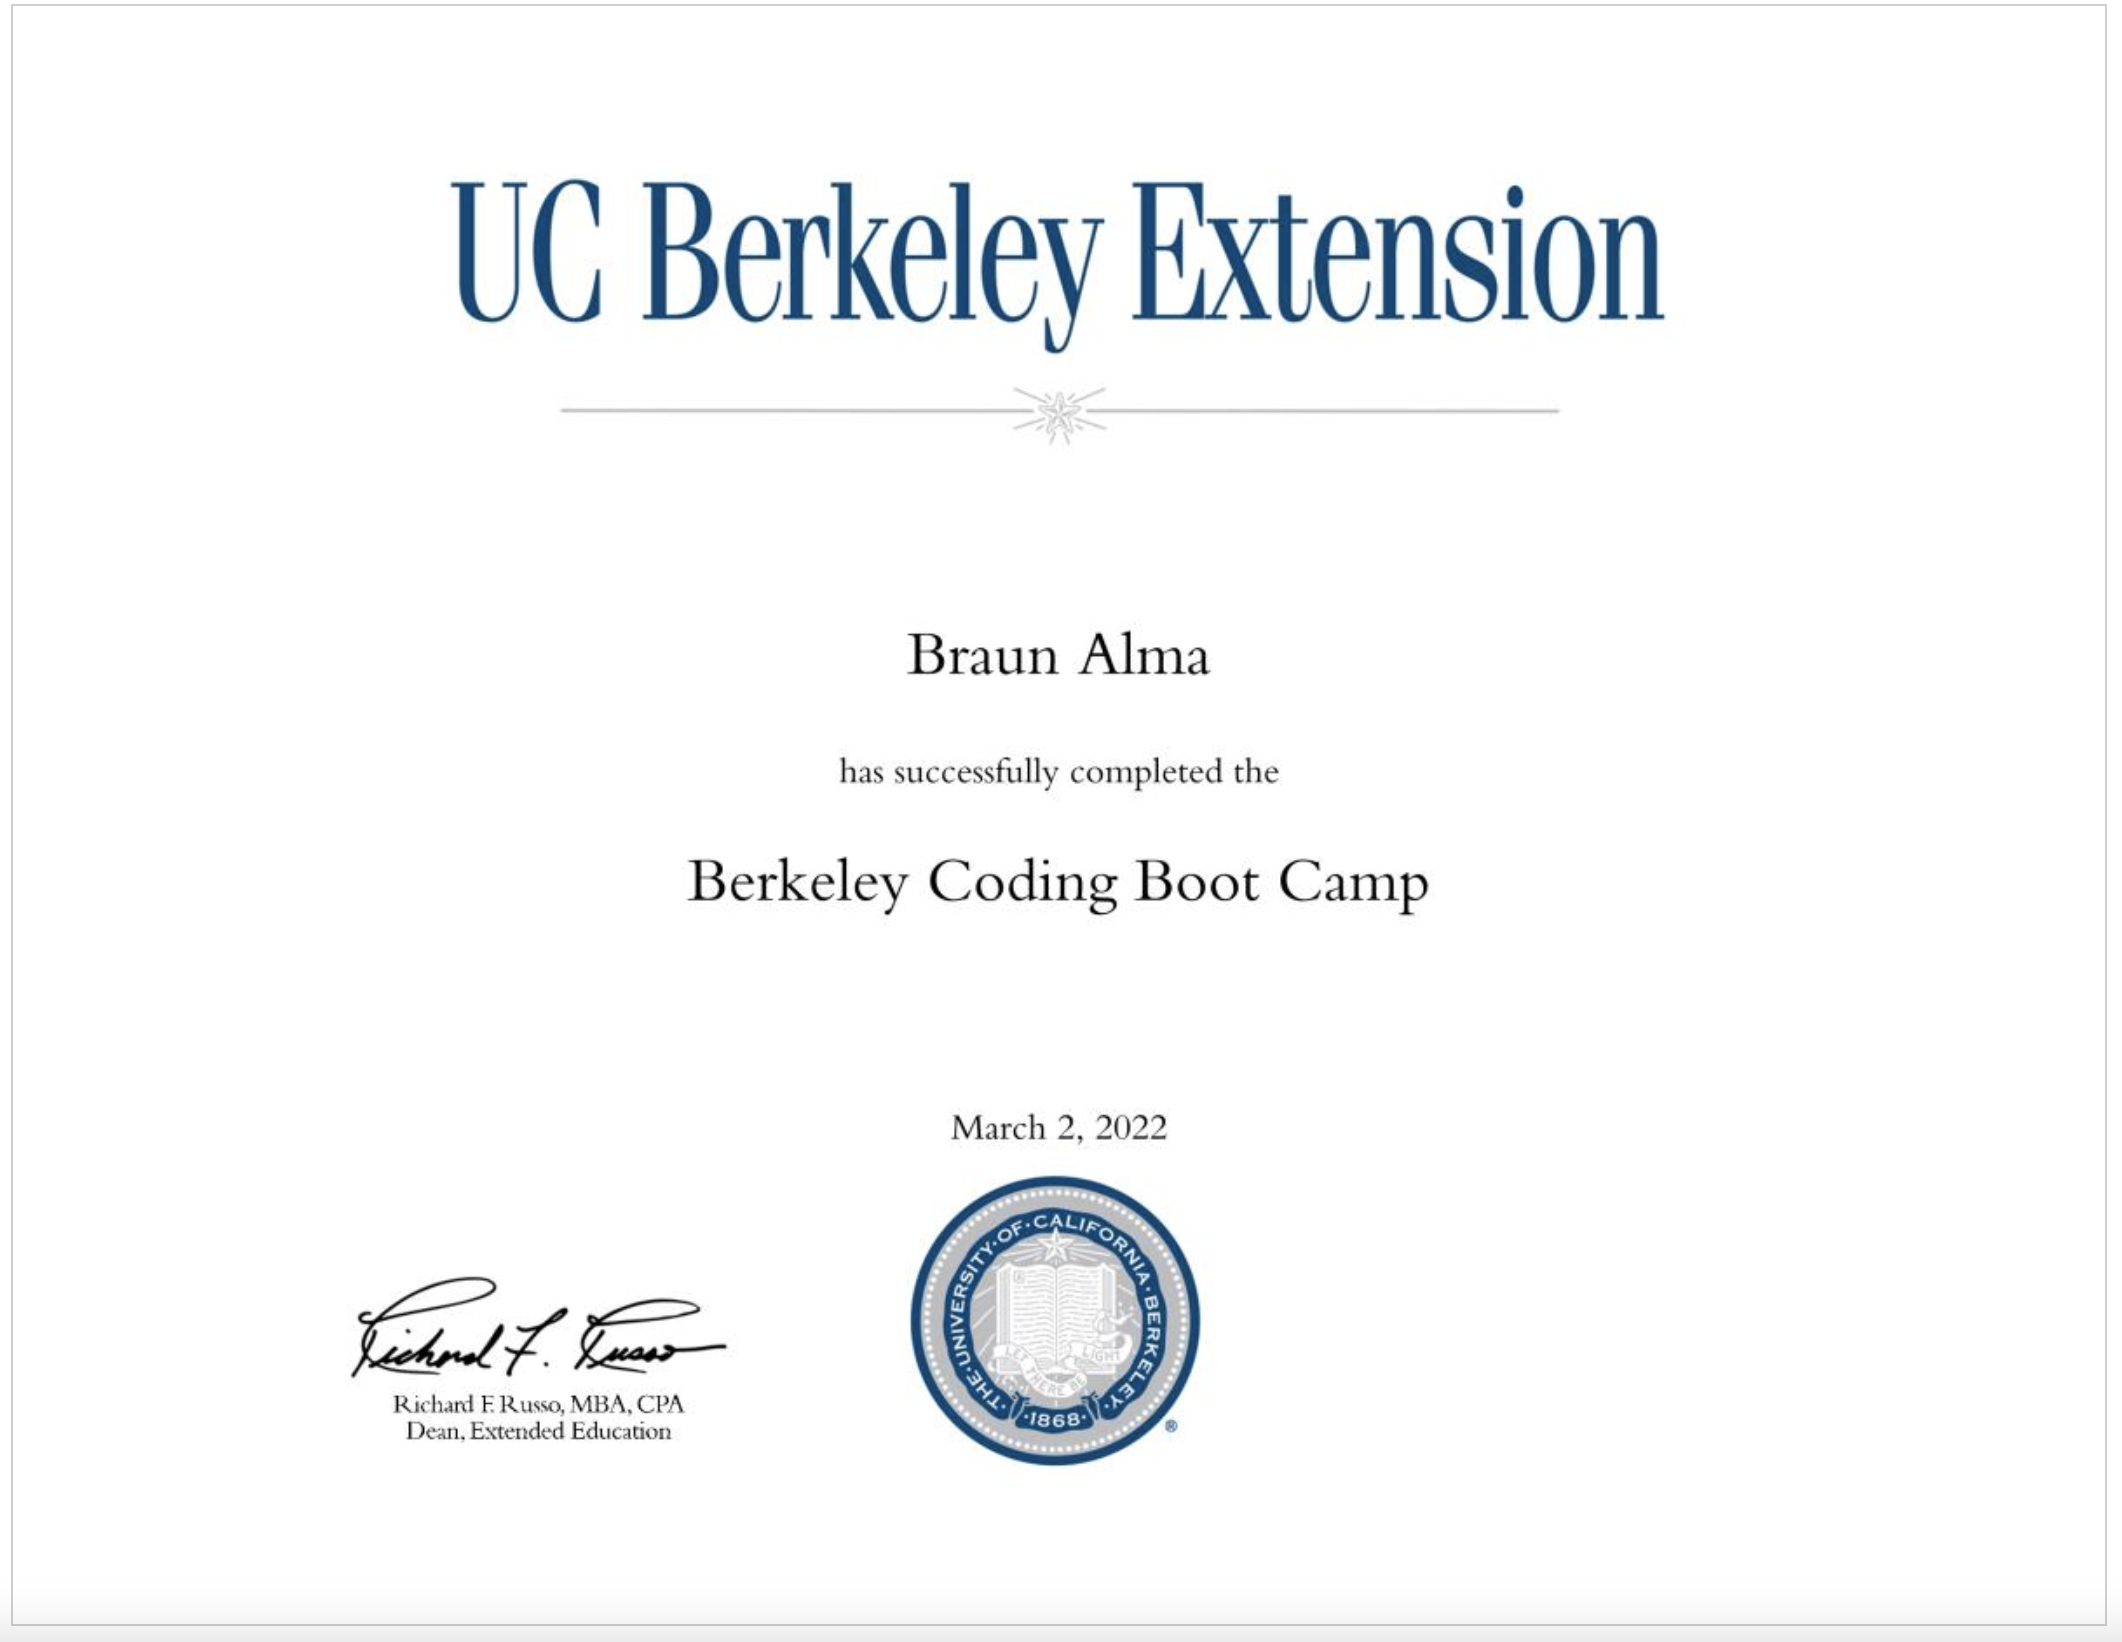 UC Berkeley Extension
Braun Alma
has successfully completed the
Berkeley Coding Boot Camp
March 2, 2022
THE·UNIVERSITY·OF·CALIFORNIA·BERKELEY
LET THERE BE LIGHT
·1868·
®
Richard F. Russo
Richard F. Russo, MBA, CPA
Dean, Extended Education